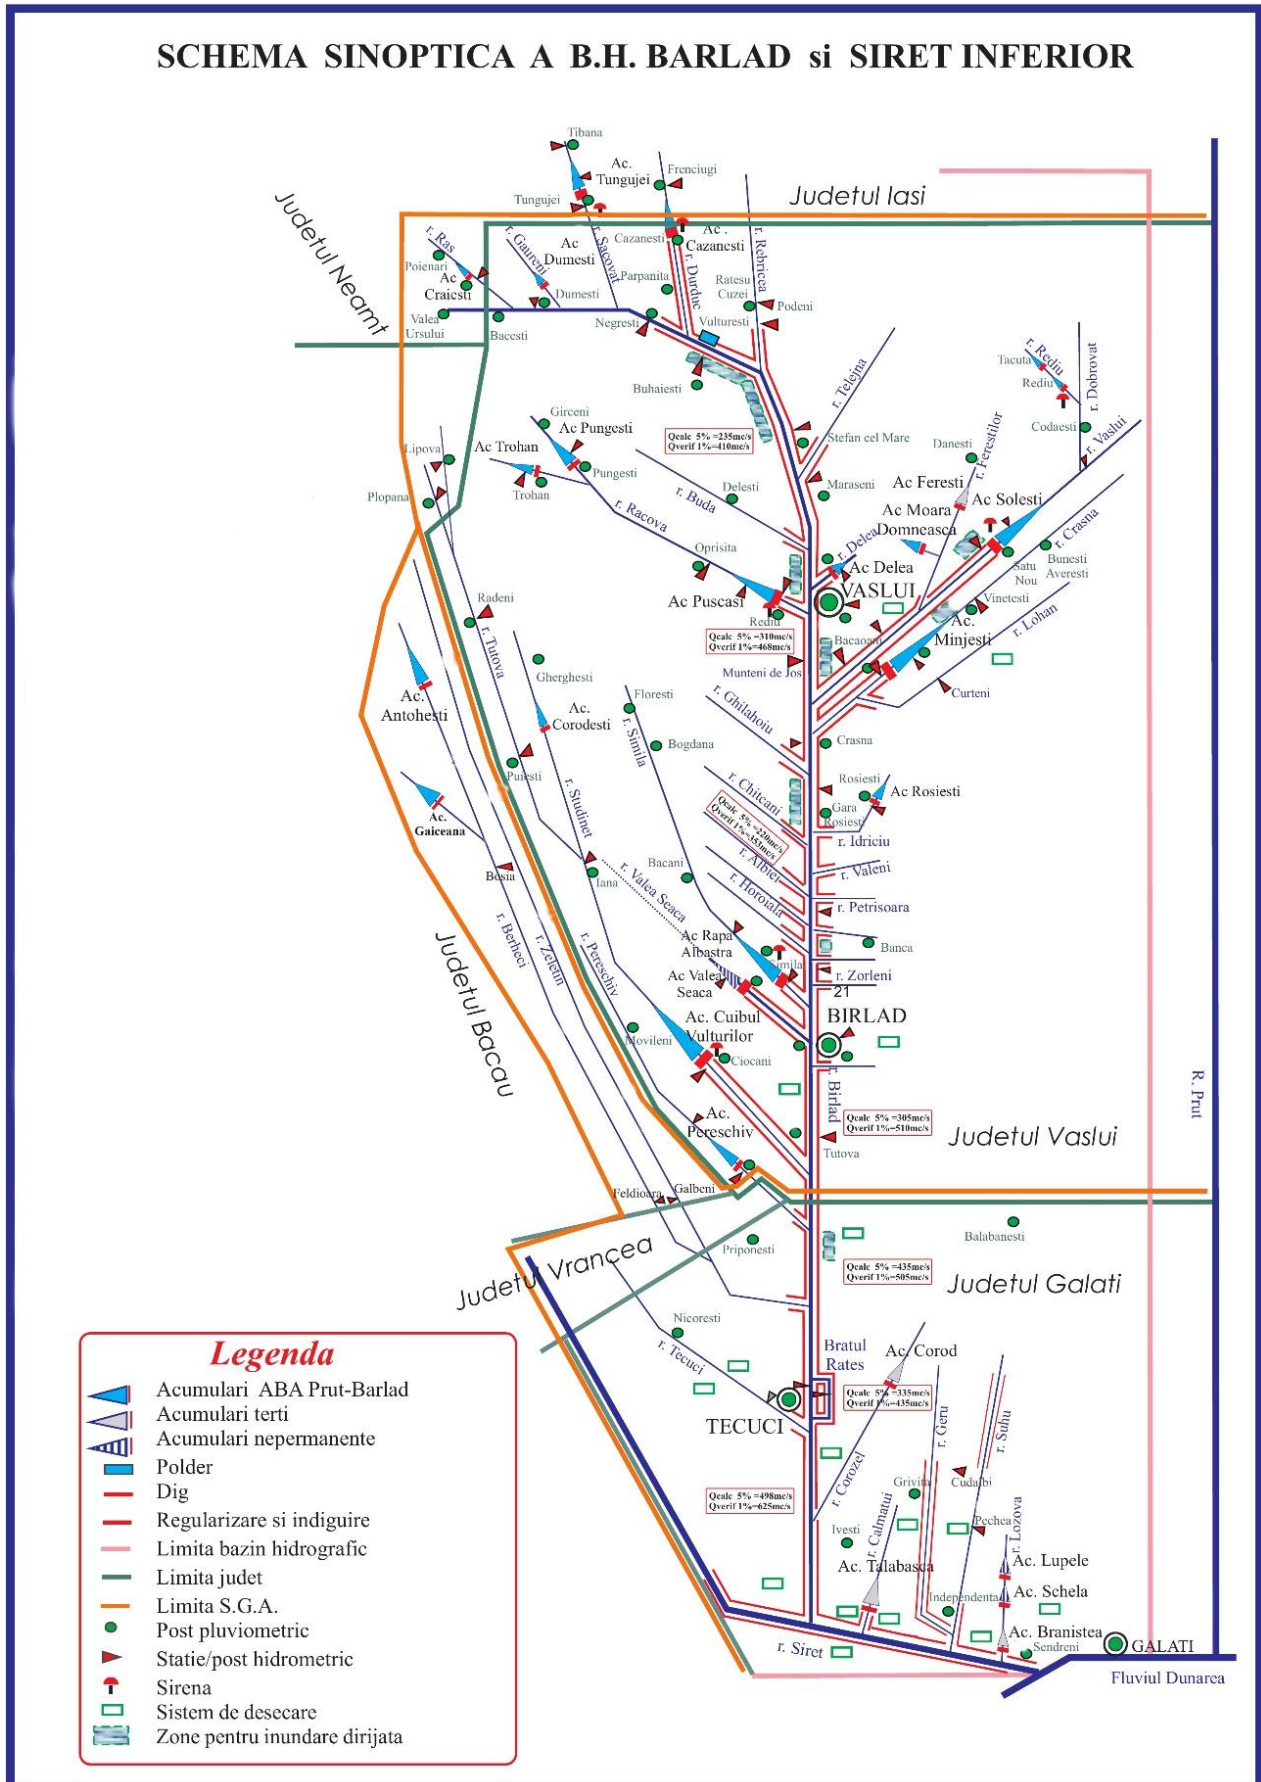 SCHEMA SINOPTICA A B.H. BARLAD si SIRET INFERIOR
Tibana
Ac.
Tungujei
Frenciugi
Tungujei
Judetul Iasi
Judetul Neamt
r. Ras
r. Gaureni
r. Sacovat
Ac
Dumesti
Cazanesti
Ac .
Cazanesti
r. Durduc
r. Rebricea
Poienari
Ac
Craiesti
Dumesti
Parpanita
Ratesu
Cuzei
Podeni
Valea
Ursului
Bacesti
Negresti
Vulturesti
Buhaiesti
r. Telejna
Tacuta
r. Rediu
Rediu
r. Dobrovat
Codaesti
r. Vaslui
Girceni
Ac Pungesti
Ac Trohan
Pungesti
Trohan
Lipova
Plopana
Qcalc 5% =235mc/s
Qverif 1%=410mc/s
Stefan cel Mare
Danesti
r. Ferestilor
Maraseni
Ac Feresti
Ac Solesti
Ac Moara
Domneasca
Delesti
r. Buda
r. Racova
Oprisita
r. Delea
Ac Delea
r. Crasna
Satu
Nou
Bunesti
Averesti
VASLUI
Ac Puscasi
Rediu
Vinetesti
Ac.
Minjesti
r. Lohan
Qcalc 5% =310mc/s
Qverif 1%=468mc/s
Bacaoani
Munteni de Jos
Curteni
Radeni
r. Tutova
Gherghesti
Ac.
Antohesti
Ac.
Corodesti
Floresti
r. Simila
Bogdana
r. Ghilahoiu
Crasna
Puiesti
r. Chitcani
Rosiesti
Ac Rosiesti
Gara
Rosiesti
Ac.
Gaiceana
r. Studinet
Qcalc 5% =220mc/s
Qverif 1%=353mc/s
r. Idriciu
r. Albiei
r. Valeni
Bosia
Iana
r. Valea Seaca
Bacani
r. Horoiala
r. Petrisoara
Ac Rapa
Albastra
Banca
Simila
r. Zorleni
Ac Valea
Seaca
21
BIRLAD
r. Berheci
r. Zeletin
r. Pereschiv
Judetul Bacau
Movileni
Ac. Cuibul
Vulturilor
Ciocani
r. Birlad
R. Prut
Ac.
Pereschiv
Qcalc 5% =305mc/s
Qverif 1%=510mc/s
Tutova
Judetul Vaslui
Feldioara
Galbeni
Priponesti
Balabanesti
Judetul Vrancea
Qcalc 5% =435mc/s
Qverif 1%=505mc/s
Judetul Galati
Nicoresti
r. Tecuci
Bratul
Rates
Ac. Corod
TECUCI
Qcalc 5% =335mc/s
Qverif 1%=435mc/s
r. Corozel
r. Geru
r. Suhu
Qcalc 5% =498mc/s
Qverif 1%=625mc/s
Grivita
Cudalbi
Pechea
r. Lozova
Ivesti
r. Calmatui
Ac. Talabasca
Ac. Lupele
Independenta
Ac. Schela
Ac. Branistea
Sendreni
GALATI
r. Siret
Fluviul Dunarea
Legenda
Acumulari ABA Prut-Barlad
Acumulari terti
Acumulari nepermanente
Polder
Dig
Regularizare si indiguire
Limita bazin hidrografic
Limita judet
Limita S.G.A.
Post pluviometric
Statie/post hidrometric
Sirena
Sistem de desecare
Zone pentru inundare dirijata